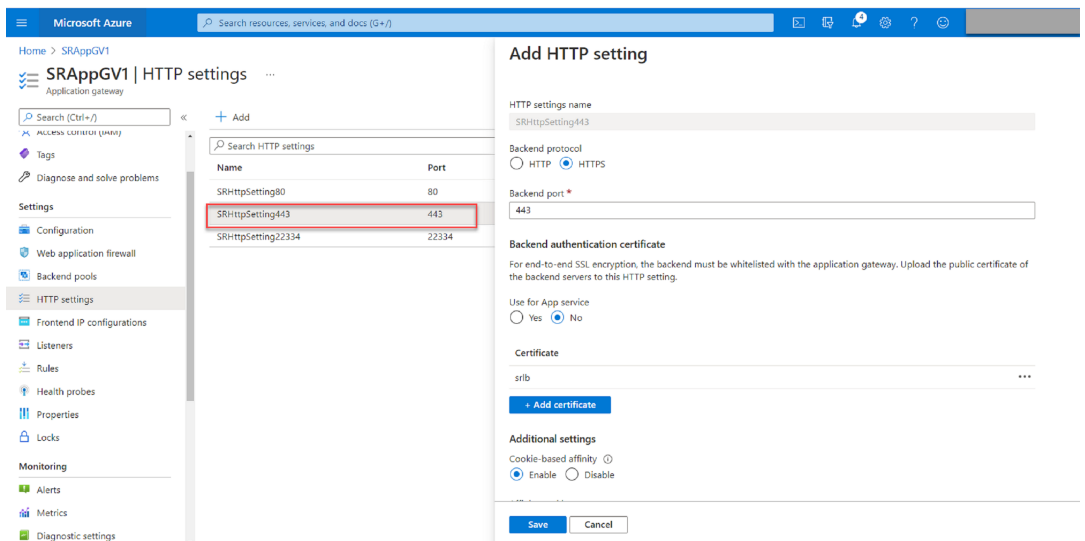 Microsoft Azure
Search resources, services, and docs (G+/)
4
Home > SRAppGV1
SRAppGV1 | HTTP settings ...
Application gateway
Search (Ctrl+/)
«
Access control (IAM)
Tags
Diagnose and solve problems
Settings
Configuration
Web application firewall
Backend pools
HTTP settings
Frontend IP configurations
Listeners
Rules
Health probes
Properties
Locks
Monitoring
Alerts
Metrics
Diagnostic settings
+ Add
Search HTTP settings
Name Port
SRHttpSetting80 80
SRHttpSetting443 443
SRHttpSetting22334 22334
Add HTTP setting
HTTP settings name
SRHttpSetting443
Backend protocol
HTTP HTTPS
Backend port *
443
Backend authentication certificate
For end-to-end SSL encryption, the backend must be whitelisted with the application gateway. Upload the public certificate of
the backend servers to this HTTP setting.
Use for App service
Yes No
Certificate
srlb ...
+ Add certificate
Additional settings
Cookie-based affinity
Enable Disable
Save Cancel